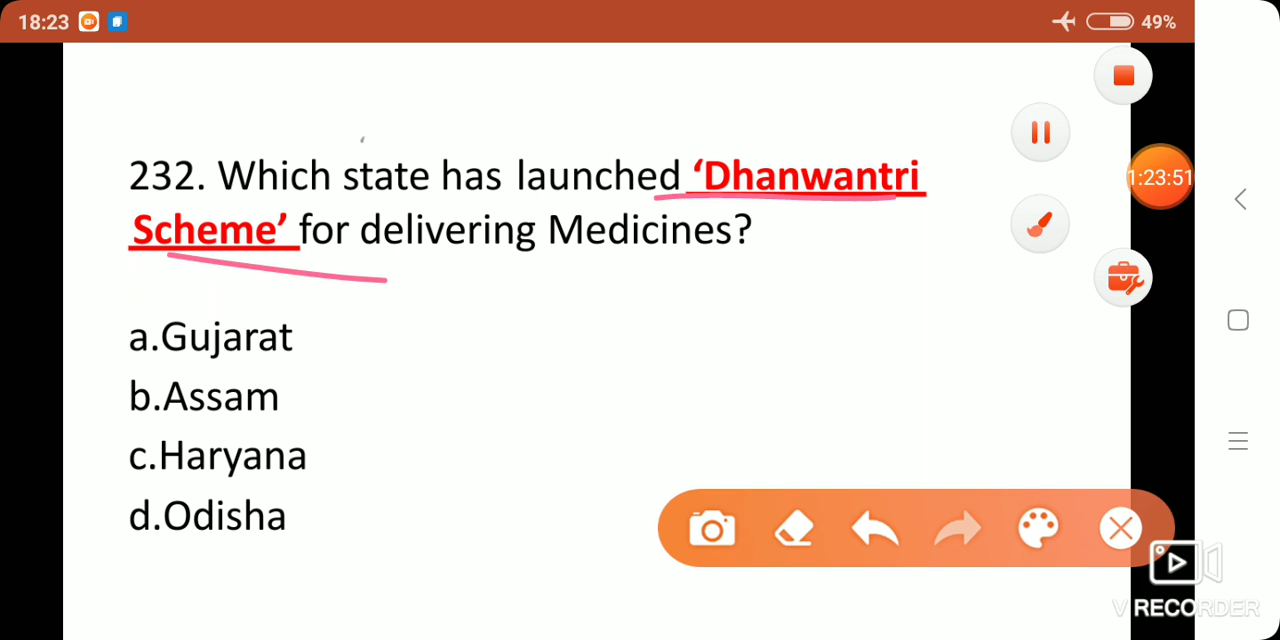 18:23
49%
232. Which state has launched ‘Dhanwantri
Scheme’ for delivering Medicines?
1:23:51
a.Gujarat
b.Assam
c.Haryana
d.Odisha
V RECORDER